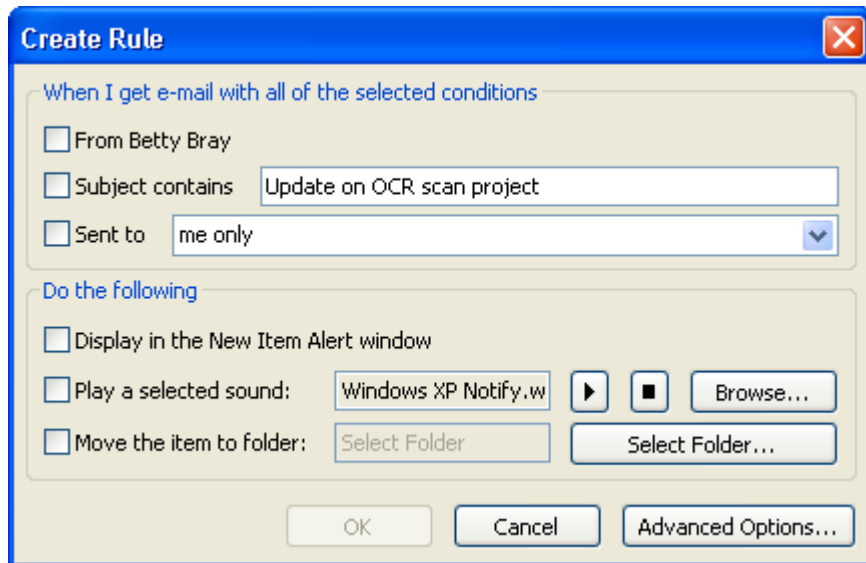 Create Rule
When I get e-mail with all of the selected conditions
From Betty Bray
Subject contains Update on OCR scan project
Sent to me only
Do the following
Display in the New Item Alert window
Play a selected sound: Windows XP Notify.w Browse...
Move the item to folder: Select Folder Select Folder...
OK Cancel Advanced Options...